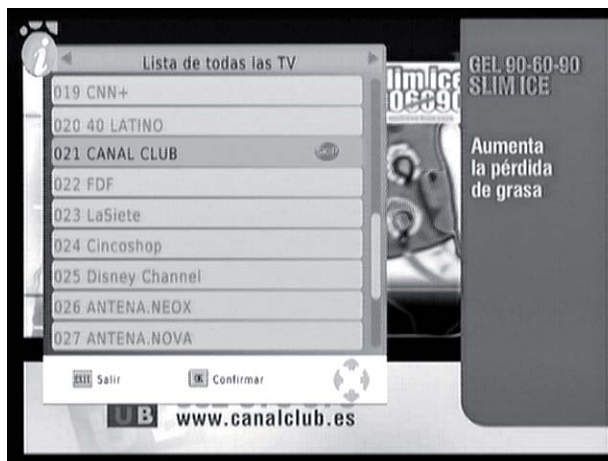 Lista de todas las TV
019 CNN+
020 40 LATINO
021 CANAL CLUB
022 FDF
023 LaSiete
024 Cincoshop
025 Disney Channel
026 ANTENA.NEOX
027 ANTENA.NOVA
EXIT Salir
OK Confirmar
GEL 90-60-90
SLIM ICE
Aumenta
la pérdida
de grasa
UB
www.canalclub.es